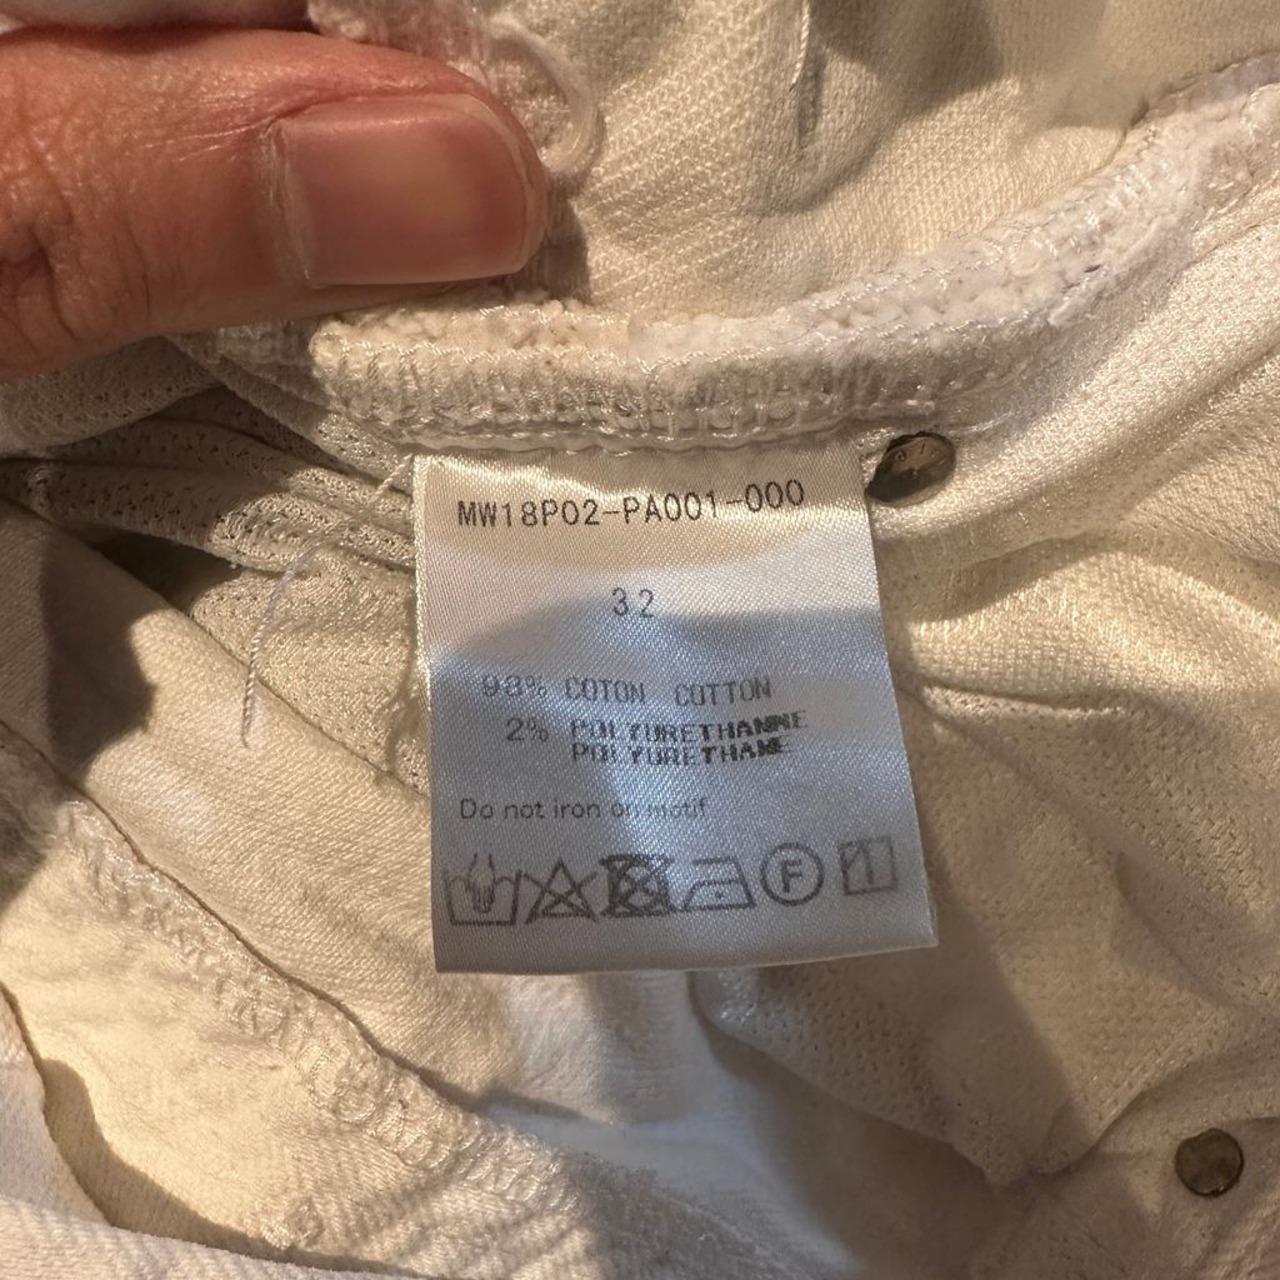 MW18P02-PA001-000
32
98% COTON COTTON
2% POLYURETHANNE
POLYURETHANE
Do not iron on motif
F